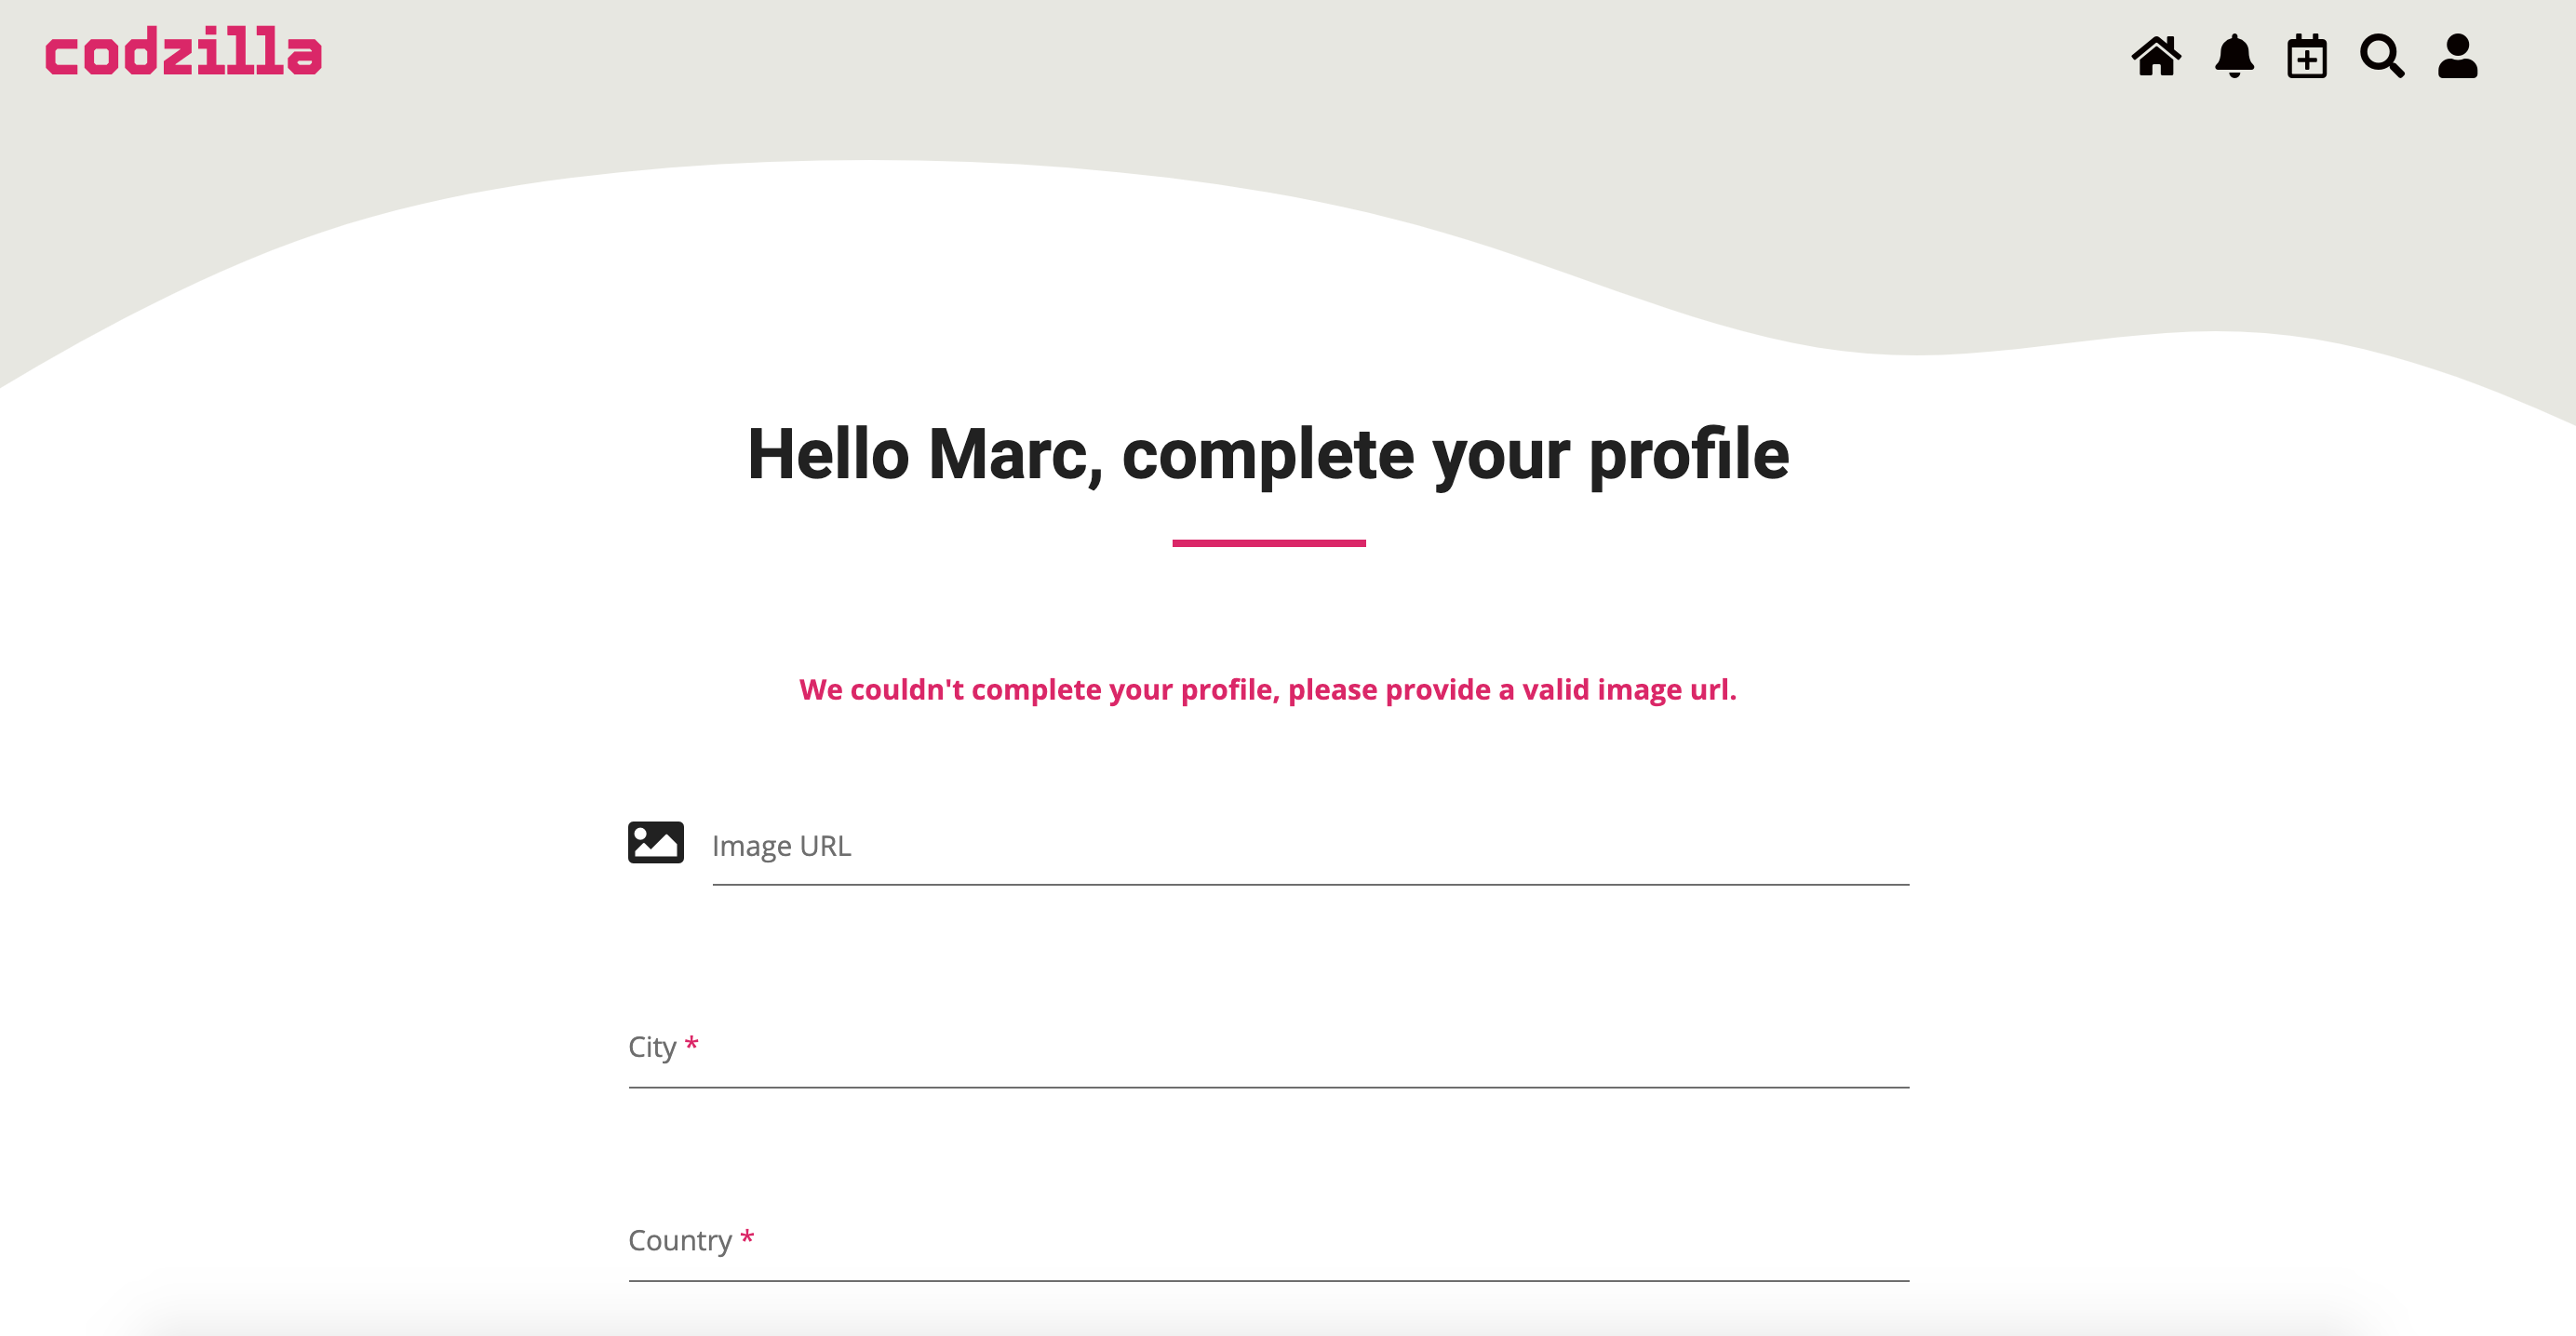 codzilla
Hello Marc, complete your profile
We couldn't complete your profile, please provide a valid image url.
Image URL
City *
Country *